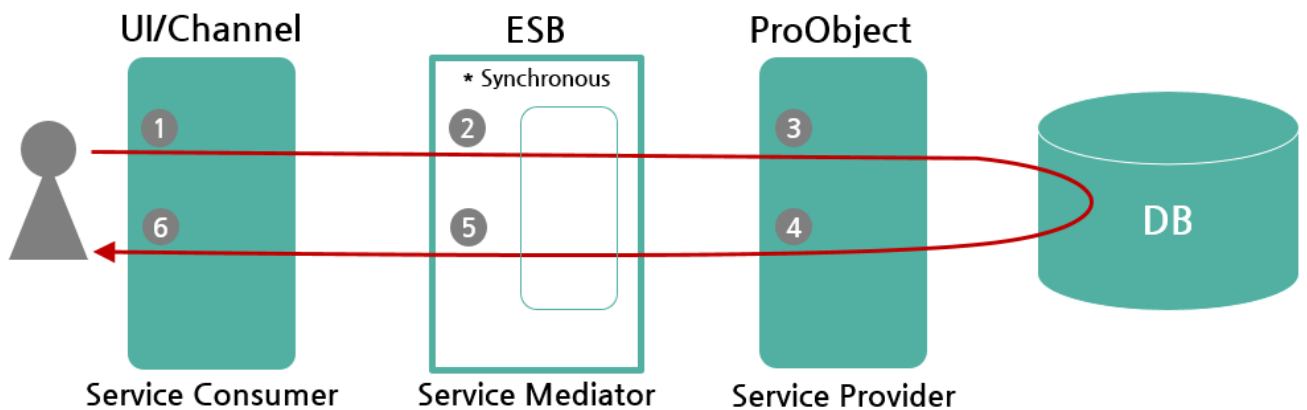 UI/Channel
ESB
ProObject
* Synchronous
1
2
3
6
5
4
DB
Service Consumer
Service Mediator
Service Provider